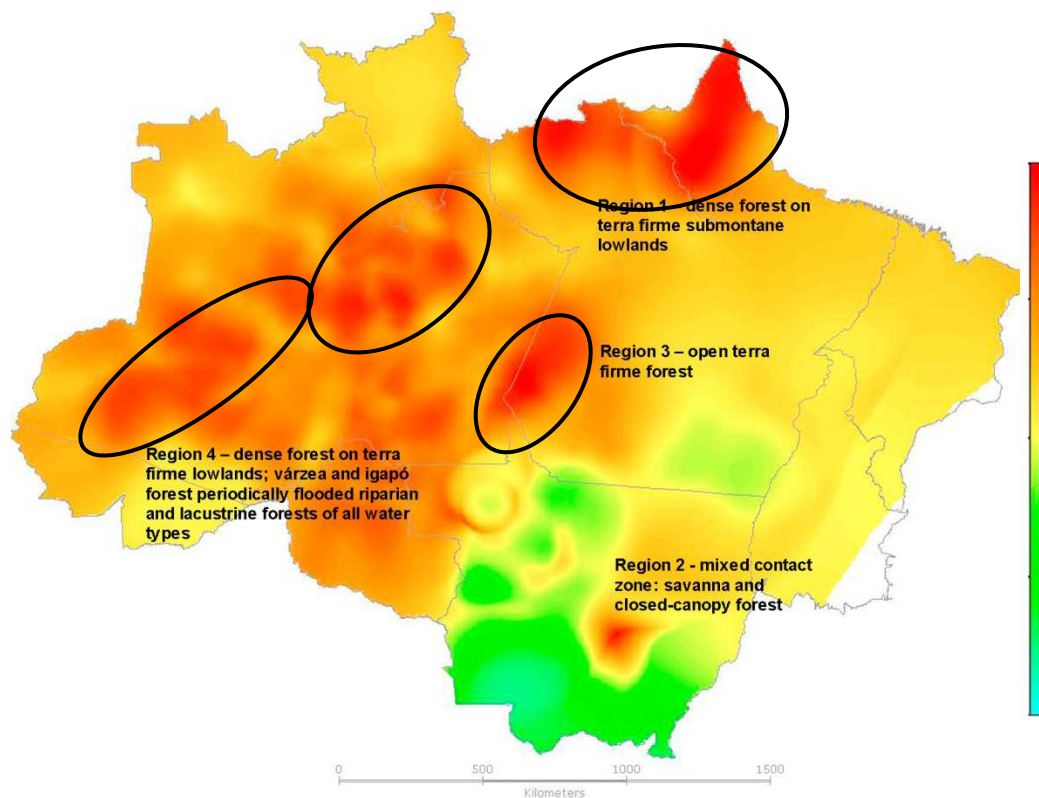 Region 1 – dense forest on
terra firme submontane
lowlands
Region 3 – open terra
firme forest
Region 4 – dense forest on terra
firme lowlands; várzea and igapó
forest periodically flooded riparian
and lacustrine forests of all water
types
Region 2 - mixed contact
zone: savanna and
closed-canopy forest
0 500 1000 1500
Kilometers